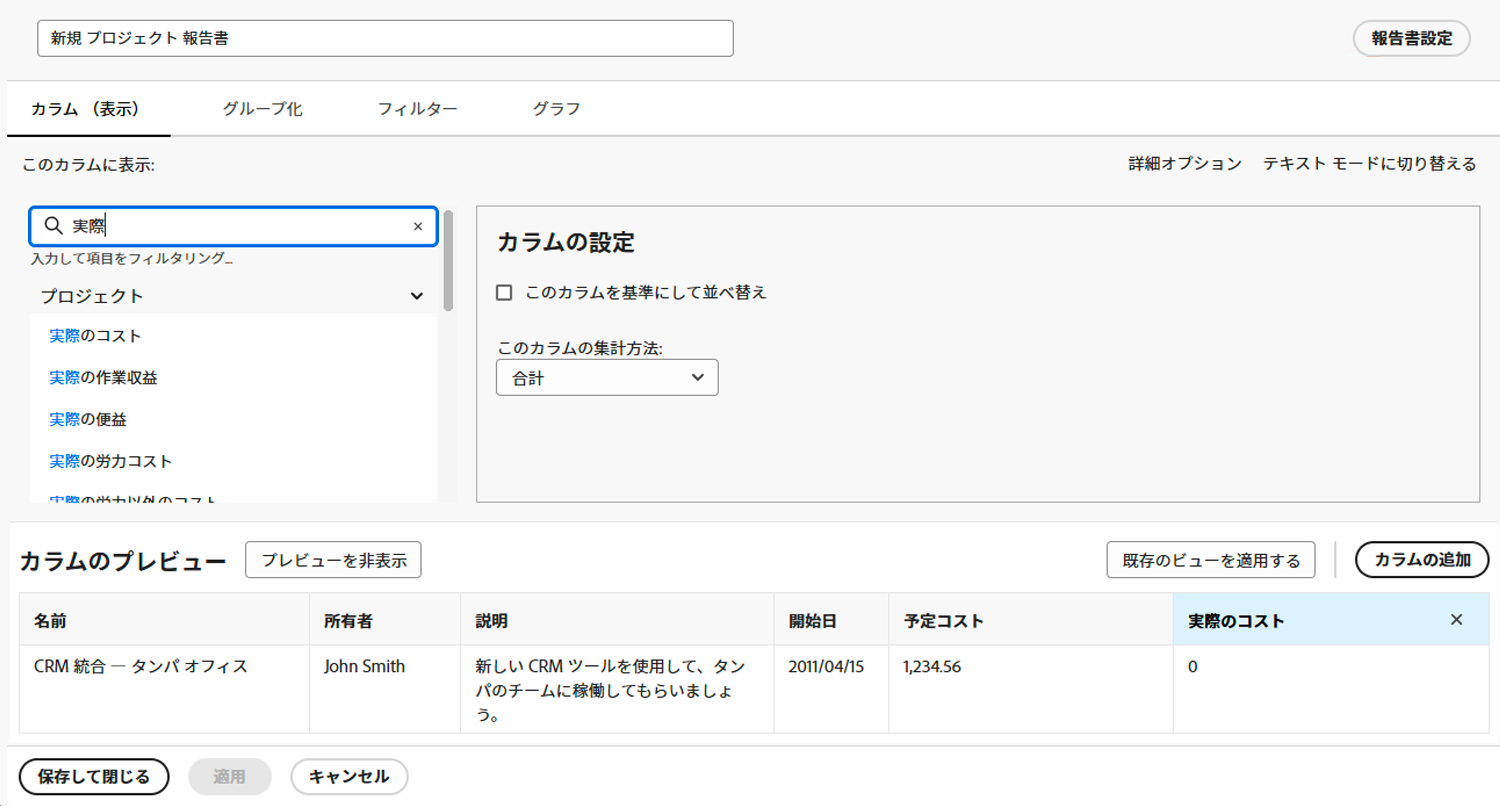 新規 プロジェクト 報告書
報告書設定
カラム （表示）
グループ化
フィルター
グラフ
このカラムに表示:
詳細オプション
テキスト モードに切り替える
実際
入力して項目をフィルタリング...
プロジェクト
実際のコスト
実際の作業収益
実際の便益
実際の労力コスト
実際の労力以外のコスト
カラムの設定
このカラムを基準にして並べ替え
このカラムの集計方法:
合計
カラムのプレビュー
プレビューを非表示
既存のビューを適用する
カラムの追加
名前
所有者
説明
開始日
予定コスト
実際のコスト
CRM 統合 — タンパ オフィス
John Smith
新しい CRM ツールを使用して、タン
パのチームに稼働してもらいましょ
う。
2011/04/15
1,234.56
0
保存して閉じる
適用
キャンセル